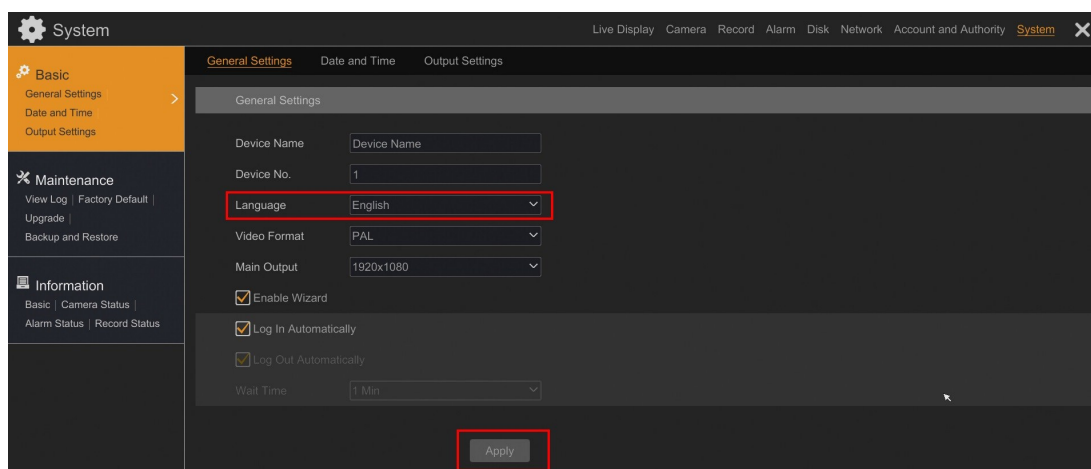 System
Live Display Camera Record Alarm Disk Network Account and Authority System
Basic
General Settings
Date and Time
Output Settings
Maintenance
View Log | Factory Default |
Upgrade |
Backup and Restore
Information
Basic | Camera Status |
Alarm Status | Record Status
General Settings Date and Time Output Settings
General Settings
Device Name Device Name
Device No. 1
Language English
Video Format PAL
Main Output 1920x1080
Enable Wizard
Log In Automatically
Log Out Automatically
Wait Time 1 Min
Apply